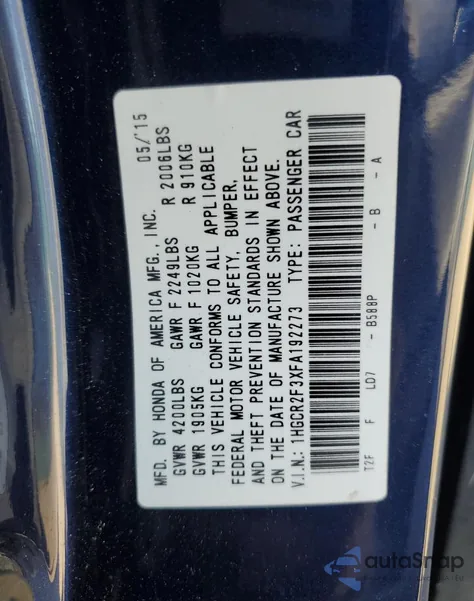 MFD. BY HONDA OF AMERICA MFG., INC. 05/'15
GVWR 4200LBS GAWR F 2249LBS R 2006LBS
GVWR 1905KG GAWR F 1020KG R 910KG
THIS VEHICLE CONFORMS TO ALL APPLICABLE
FEDERAL MOTOR VEHICLE SAFETY, BUMPER,
AND THEFT PREVENTION STANDARDS IN EFFECT
ON THE DATE OF MANUFACTURE SHOWN ABOVE.
V.I.N.: 1HGCR2F3XFA192273 TYPE: PASSENGER CAR
T2F F LD7 - B588P - B - A
autoSnap